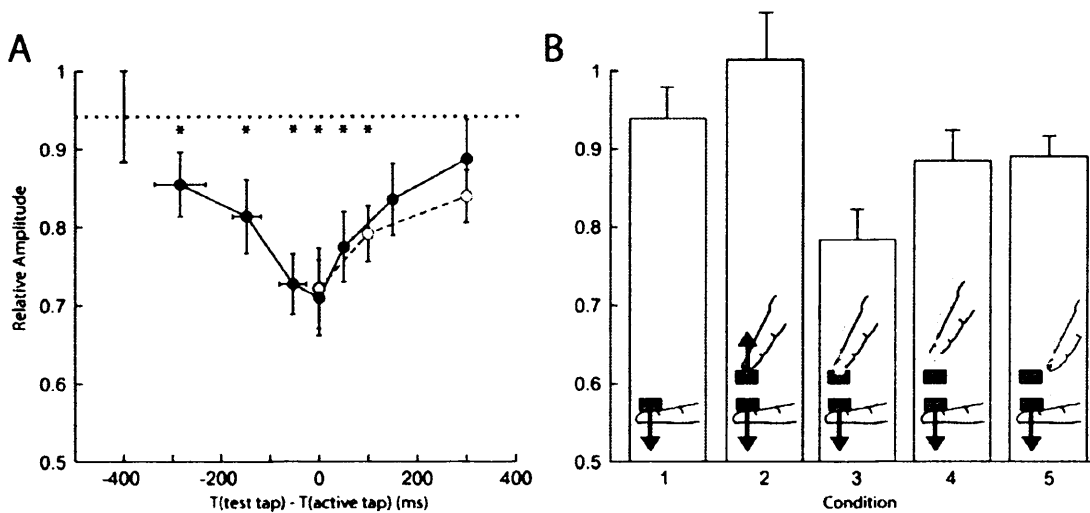 A
Relative Amplitude
1
0.9
0.8
0.7
0.6
0.5
* * * * * *
-400 -200 0 200 400
T(test tap) - T(active tap) (ms)
B
1
0.9
0.8
0.7
0.6
0.5
1 2 3 4 5
Condition